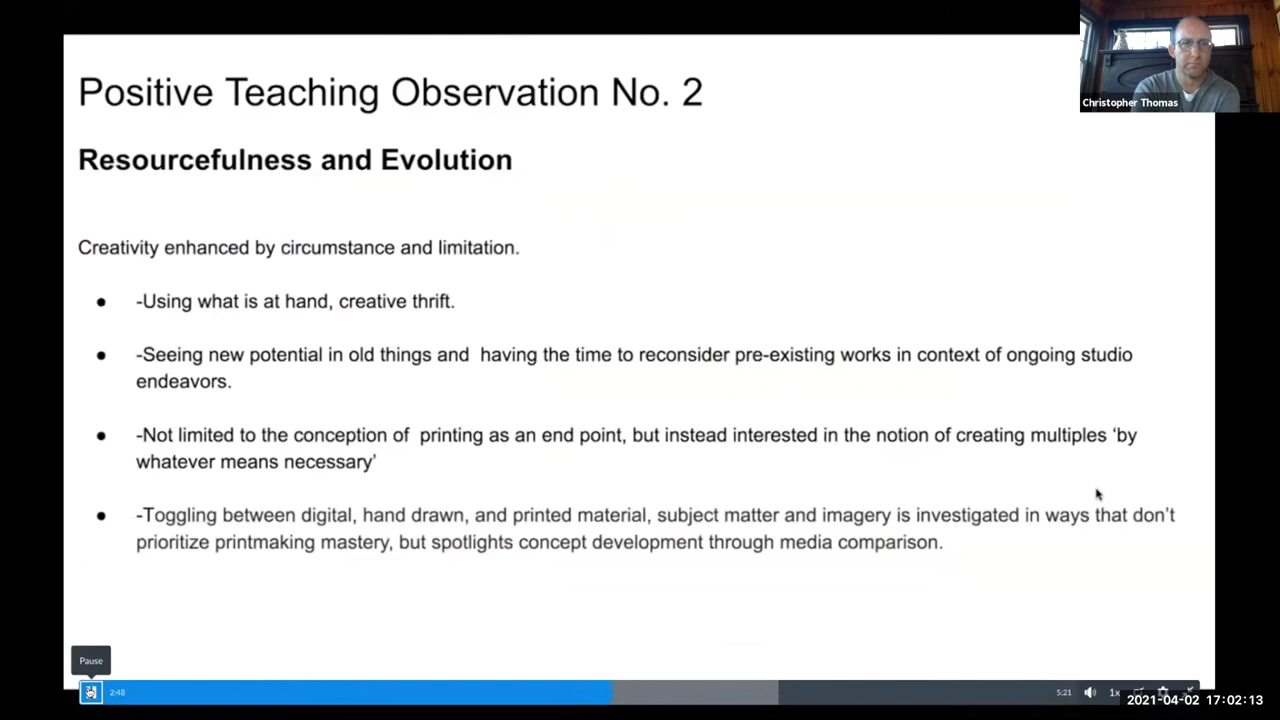 Positive Teaching Observation No. 2
Christopher Thomas
Resourcefulness and Evolution
Creativity enhanced by circumstance and limitation.
● -Using what is at hand, creative thrift.
● -Seeing new potential in old things and  having the time to reconsider pre-existing works in context of ongoing studio
endeavors.
● -Not limited to the conception of  printing as an end point, but instead interested in the notion of creating multiples ‘by
whatever means necessary’
● -Toggling between digital, hand drawn, and printed material, subject matter and imagery is investigated in ways that don’t
prioritize printmaking mastery, but spotlights concept development through media comparison.
Pause
2:48
5:21
1x
2021-04-02 17:02:13